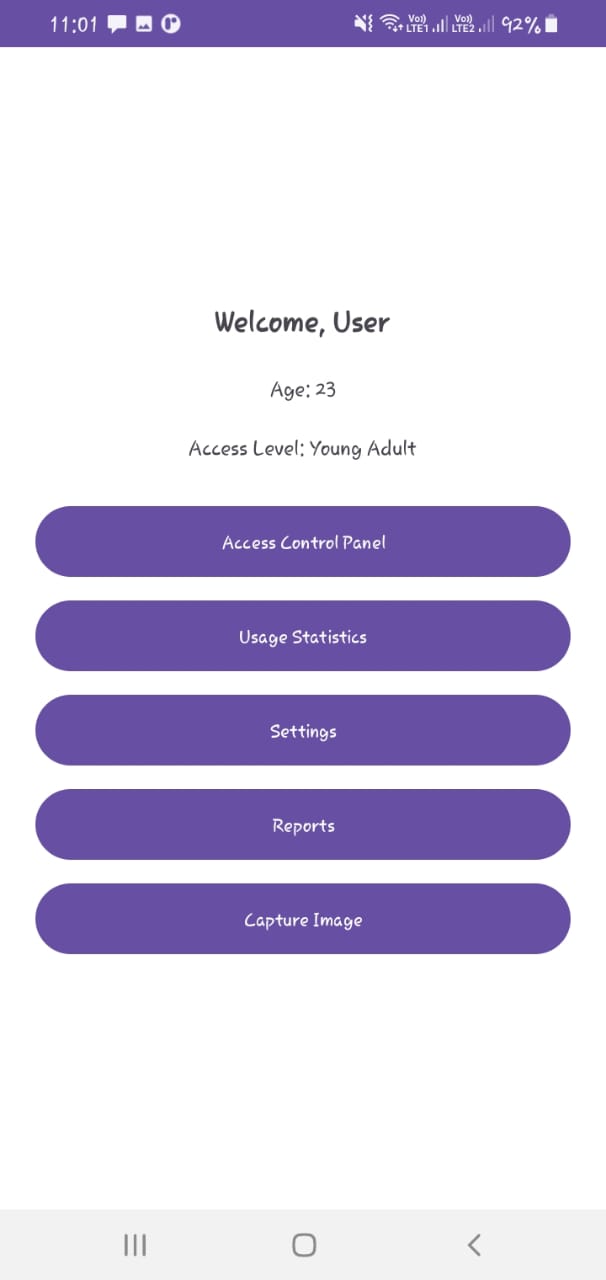 11:01
Vo)) LTE1 Vo)) LTE2 92%
Welcome, User
Age: 23
Access Level: Young Adult
Access Control Panel
Usage Statistics
Settings
Reports
Capture Image